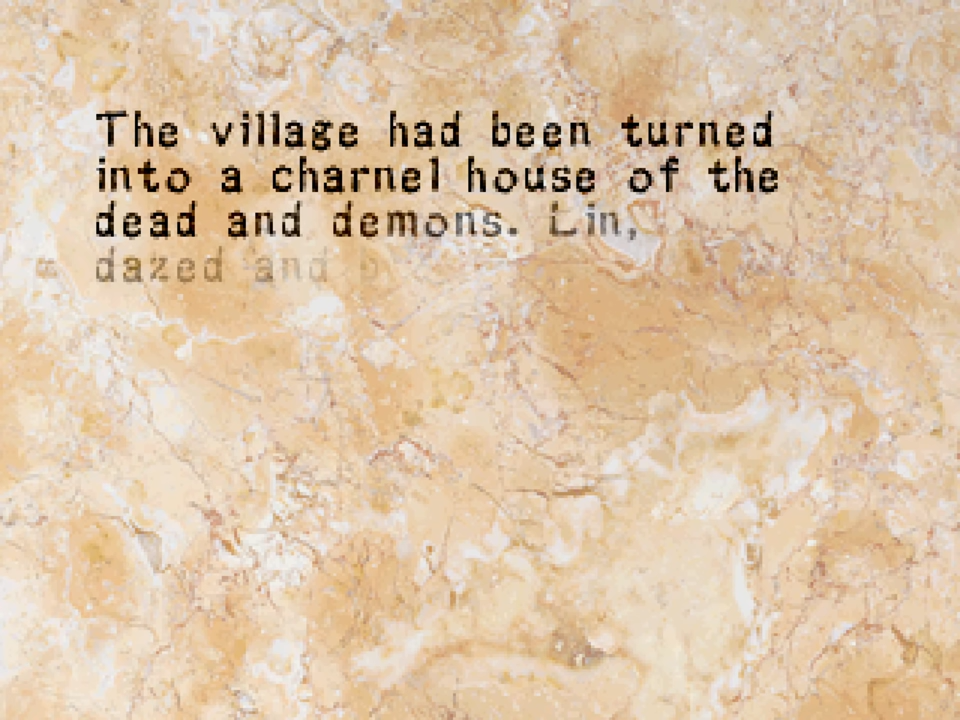 The village had been turned
into a charnel house of the
dead and demons. Lin,
dazed and